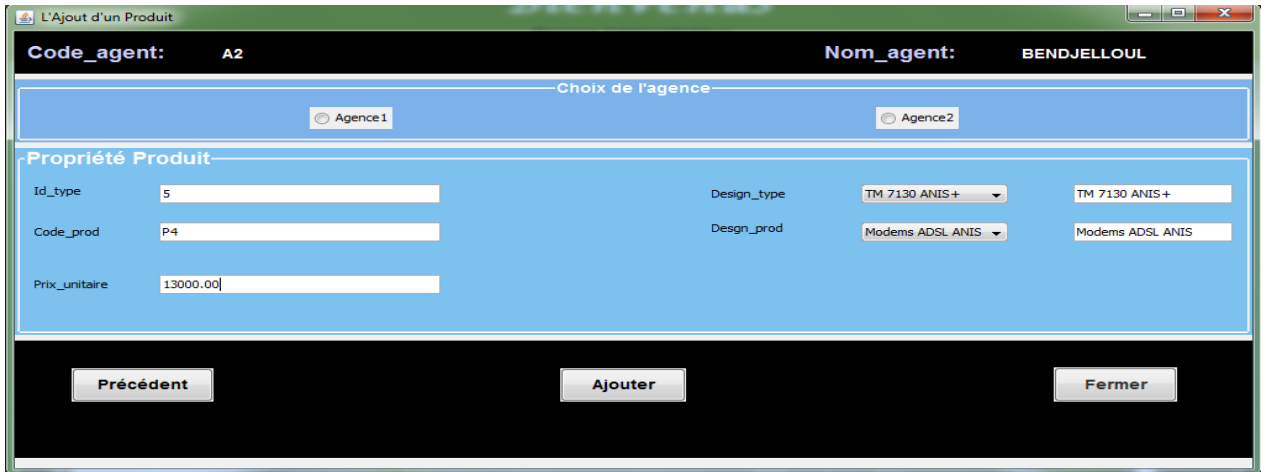 L'Ajout d'un Produit
Code_agent: A2 Nom_agent: BENDJELLOUL
Choix de l'agence
Agence1 Agence2
Propriété Produit
Id_type 5 Design_type TM 7130 ANIS+ TM 7130 ANIS+
Code_prod P4 Desgn_prod Modems ADSL ANIS Modems ADSL ANIS
Prix_unitaire 13000.00
Précédent Ajouter Fermer